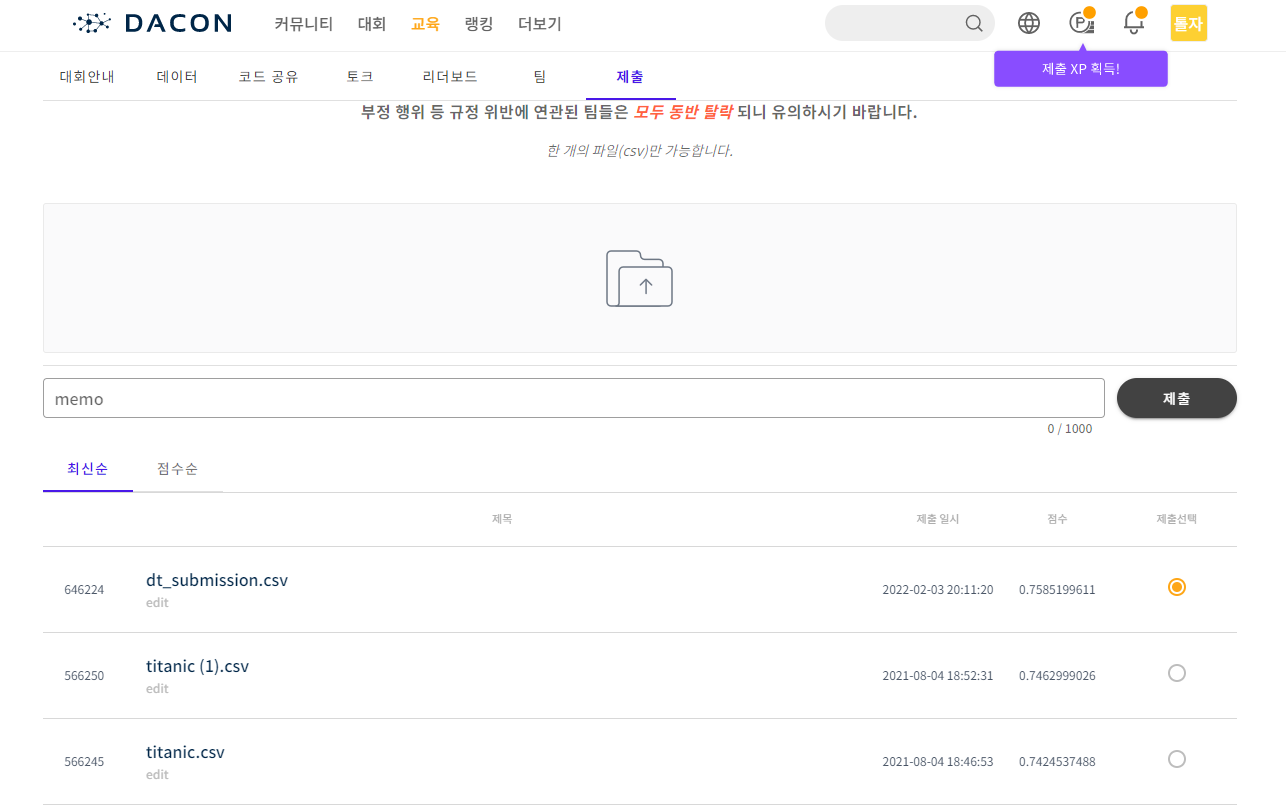 DACON 커뮤니티 대회 교육 랭킹 더보기 P 톨자
제출 XP 획득!
대회안내 데이터 코드 공유 토크 리더보드 팀 제출
부정 행위 등 규정 위반에 연관된 팀들은 모두 동반 탈락 되니 유의하시기 바랍니다.
한 개의 파일(csv)만 가능합니다.
memo 제출
0 / 1000
최신순 점수순
제목 제출 일시 점수 제출선택
646224 dt_submission.csv 2022-02-03 20:11:20 0.7585199611
edit
566250 titanic (1).csv 2021-08-04 18:52:31 0.7462999026
edit
566245 titanic.csv 2021-08-04 18:46:53 0.7424537488
edit